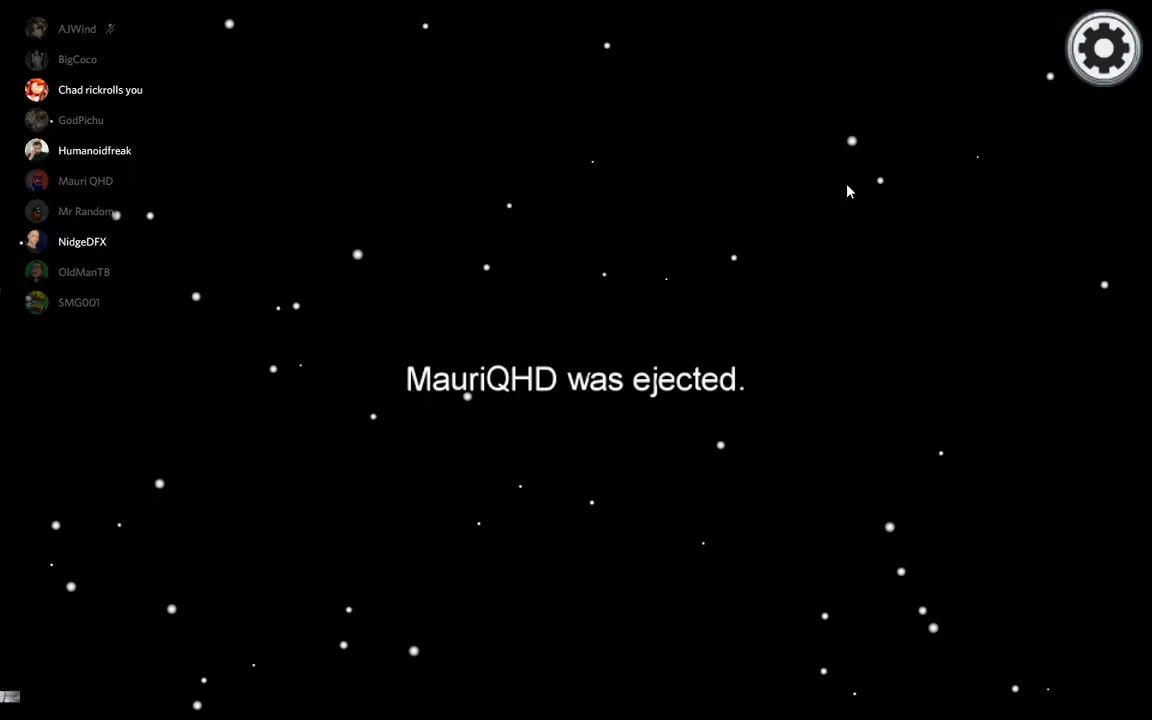 AJWind
BigCoco
Chad rickrolls you
GodPichu
Humanoidfreak
Mauri QHD
Mr Random
NidgeDFX
OldManTB
SMG001
MauriQHD was ejected.